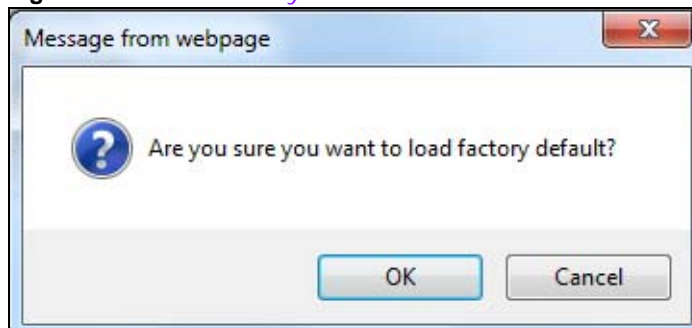 Message from webpage
Are you sure you want to load factory default?
OK
Cancel